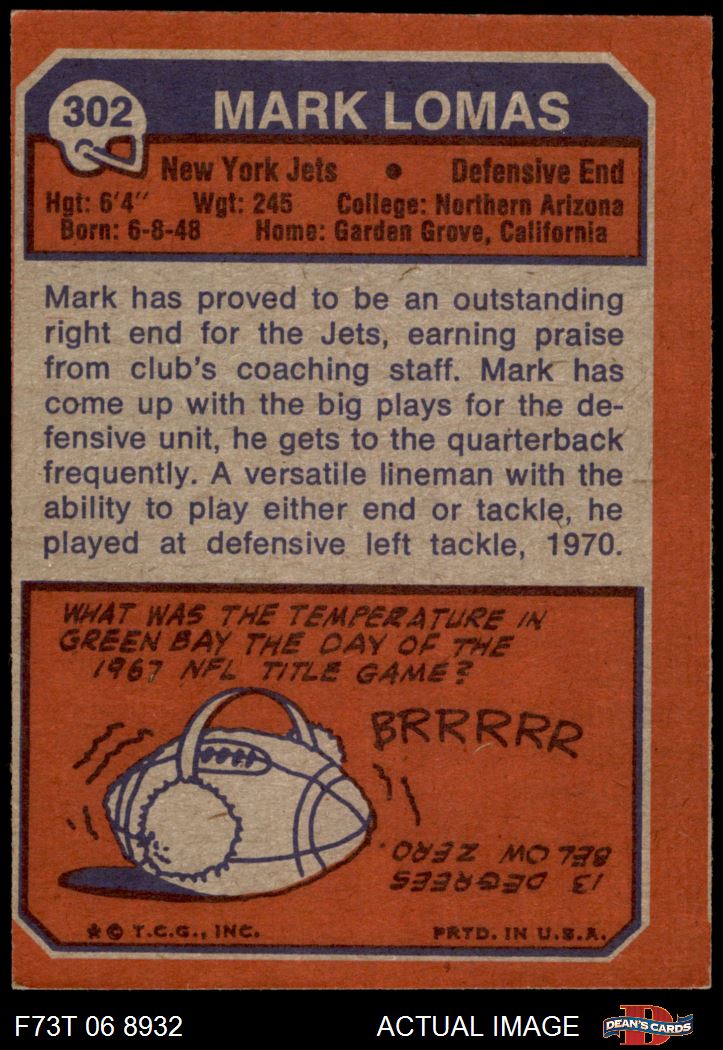 302
MARK LOMAS
New York Jets • Defensive End
Hgt: 6'4" Wgt: 245 College: Northern Arizona
Born: 6-8-48 Home: Garden Grove, California
Mark has proved to be an outstanding
right end for the Jets, earning praise
from club's coaching staff. Mark has
come up with the big plays for the de-
fensive unit, he gets to the quarterback
frequently. A versatile lineman with the
ability to play either end or tackle, he
played at defensive left tackle, 1970.
WHAT WAS THE TEMPERATURE IN
GREEN BAY THE DAY OF THE
1967 NFL TITLE GAME?
BRRRRR
13 DEGREES
BELOW ZERO.
* © T.C.G., INC. PRTD. IN U.S.A.
F73T 06 8932 ACTUAL IMAGE D DEAN'S CARDS